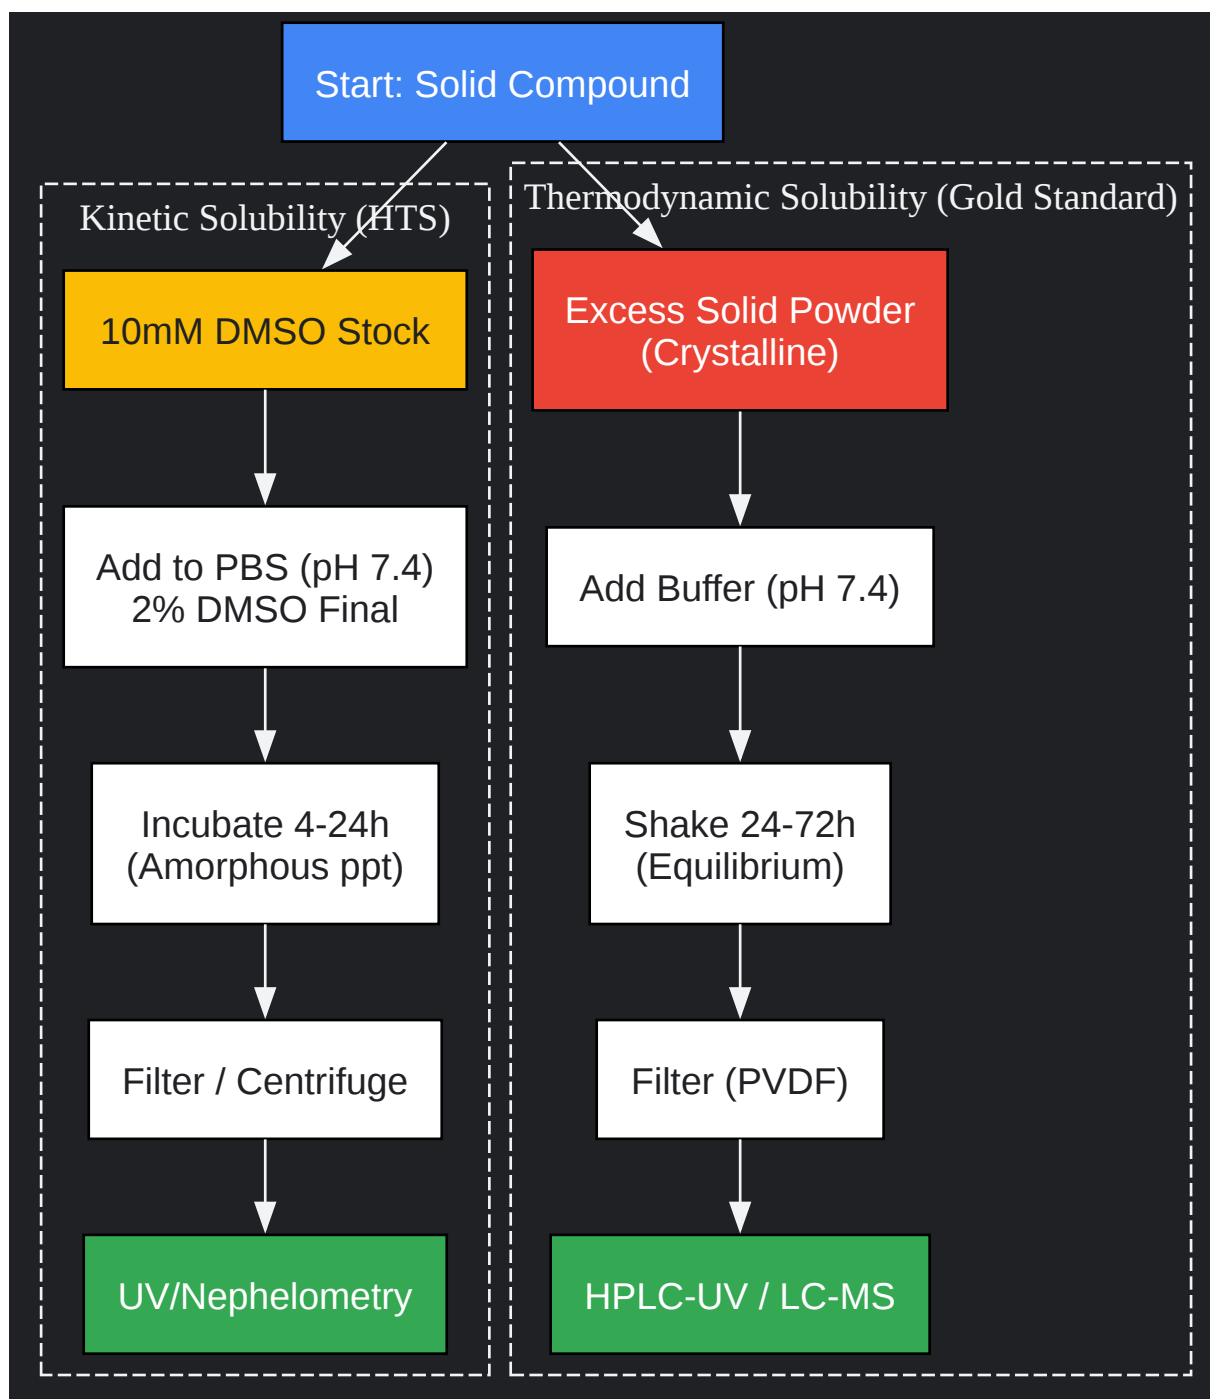 Start: Solid Compound
Kinetic Solubility (HTS)
10mM DMSO Stock
Add to PBS (pH 7.4)
2% DMSO Final
Incubate 4-24h
(Amorphous ppt)
Filter / Centrifuge
UV/Nephelometry
Thermodynamic Solubility (Gold Standard)
Excess Solid Powder
(Crystalline)
Add Buffer (pH 7.4)
Shake 24-72h
(Equilibrium)
Filter (PVDF)
HPLC-UV / LC-MS